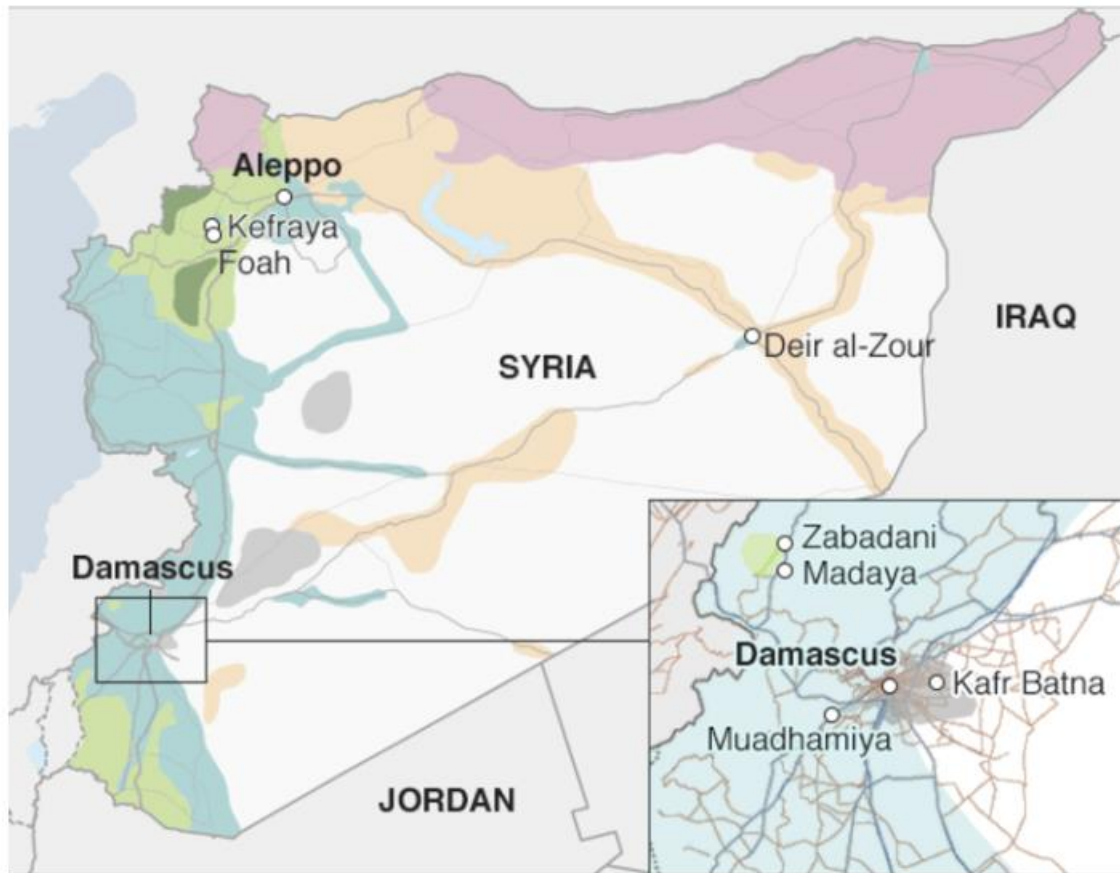 Aleppo
Kefraya
Foah
IRAQ
Deir al-Zour
SYRIA
Damascus
JORDAN
Zabadani
Madaya
Damascus
Kafr Batna
Muadhamiya